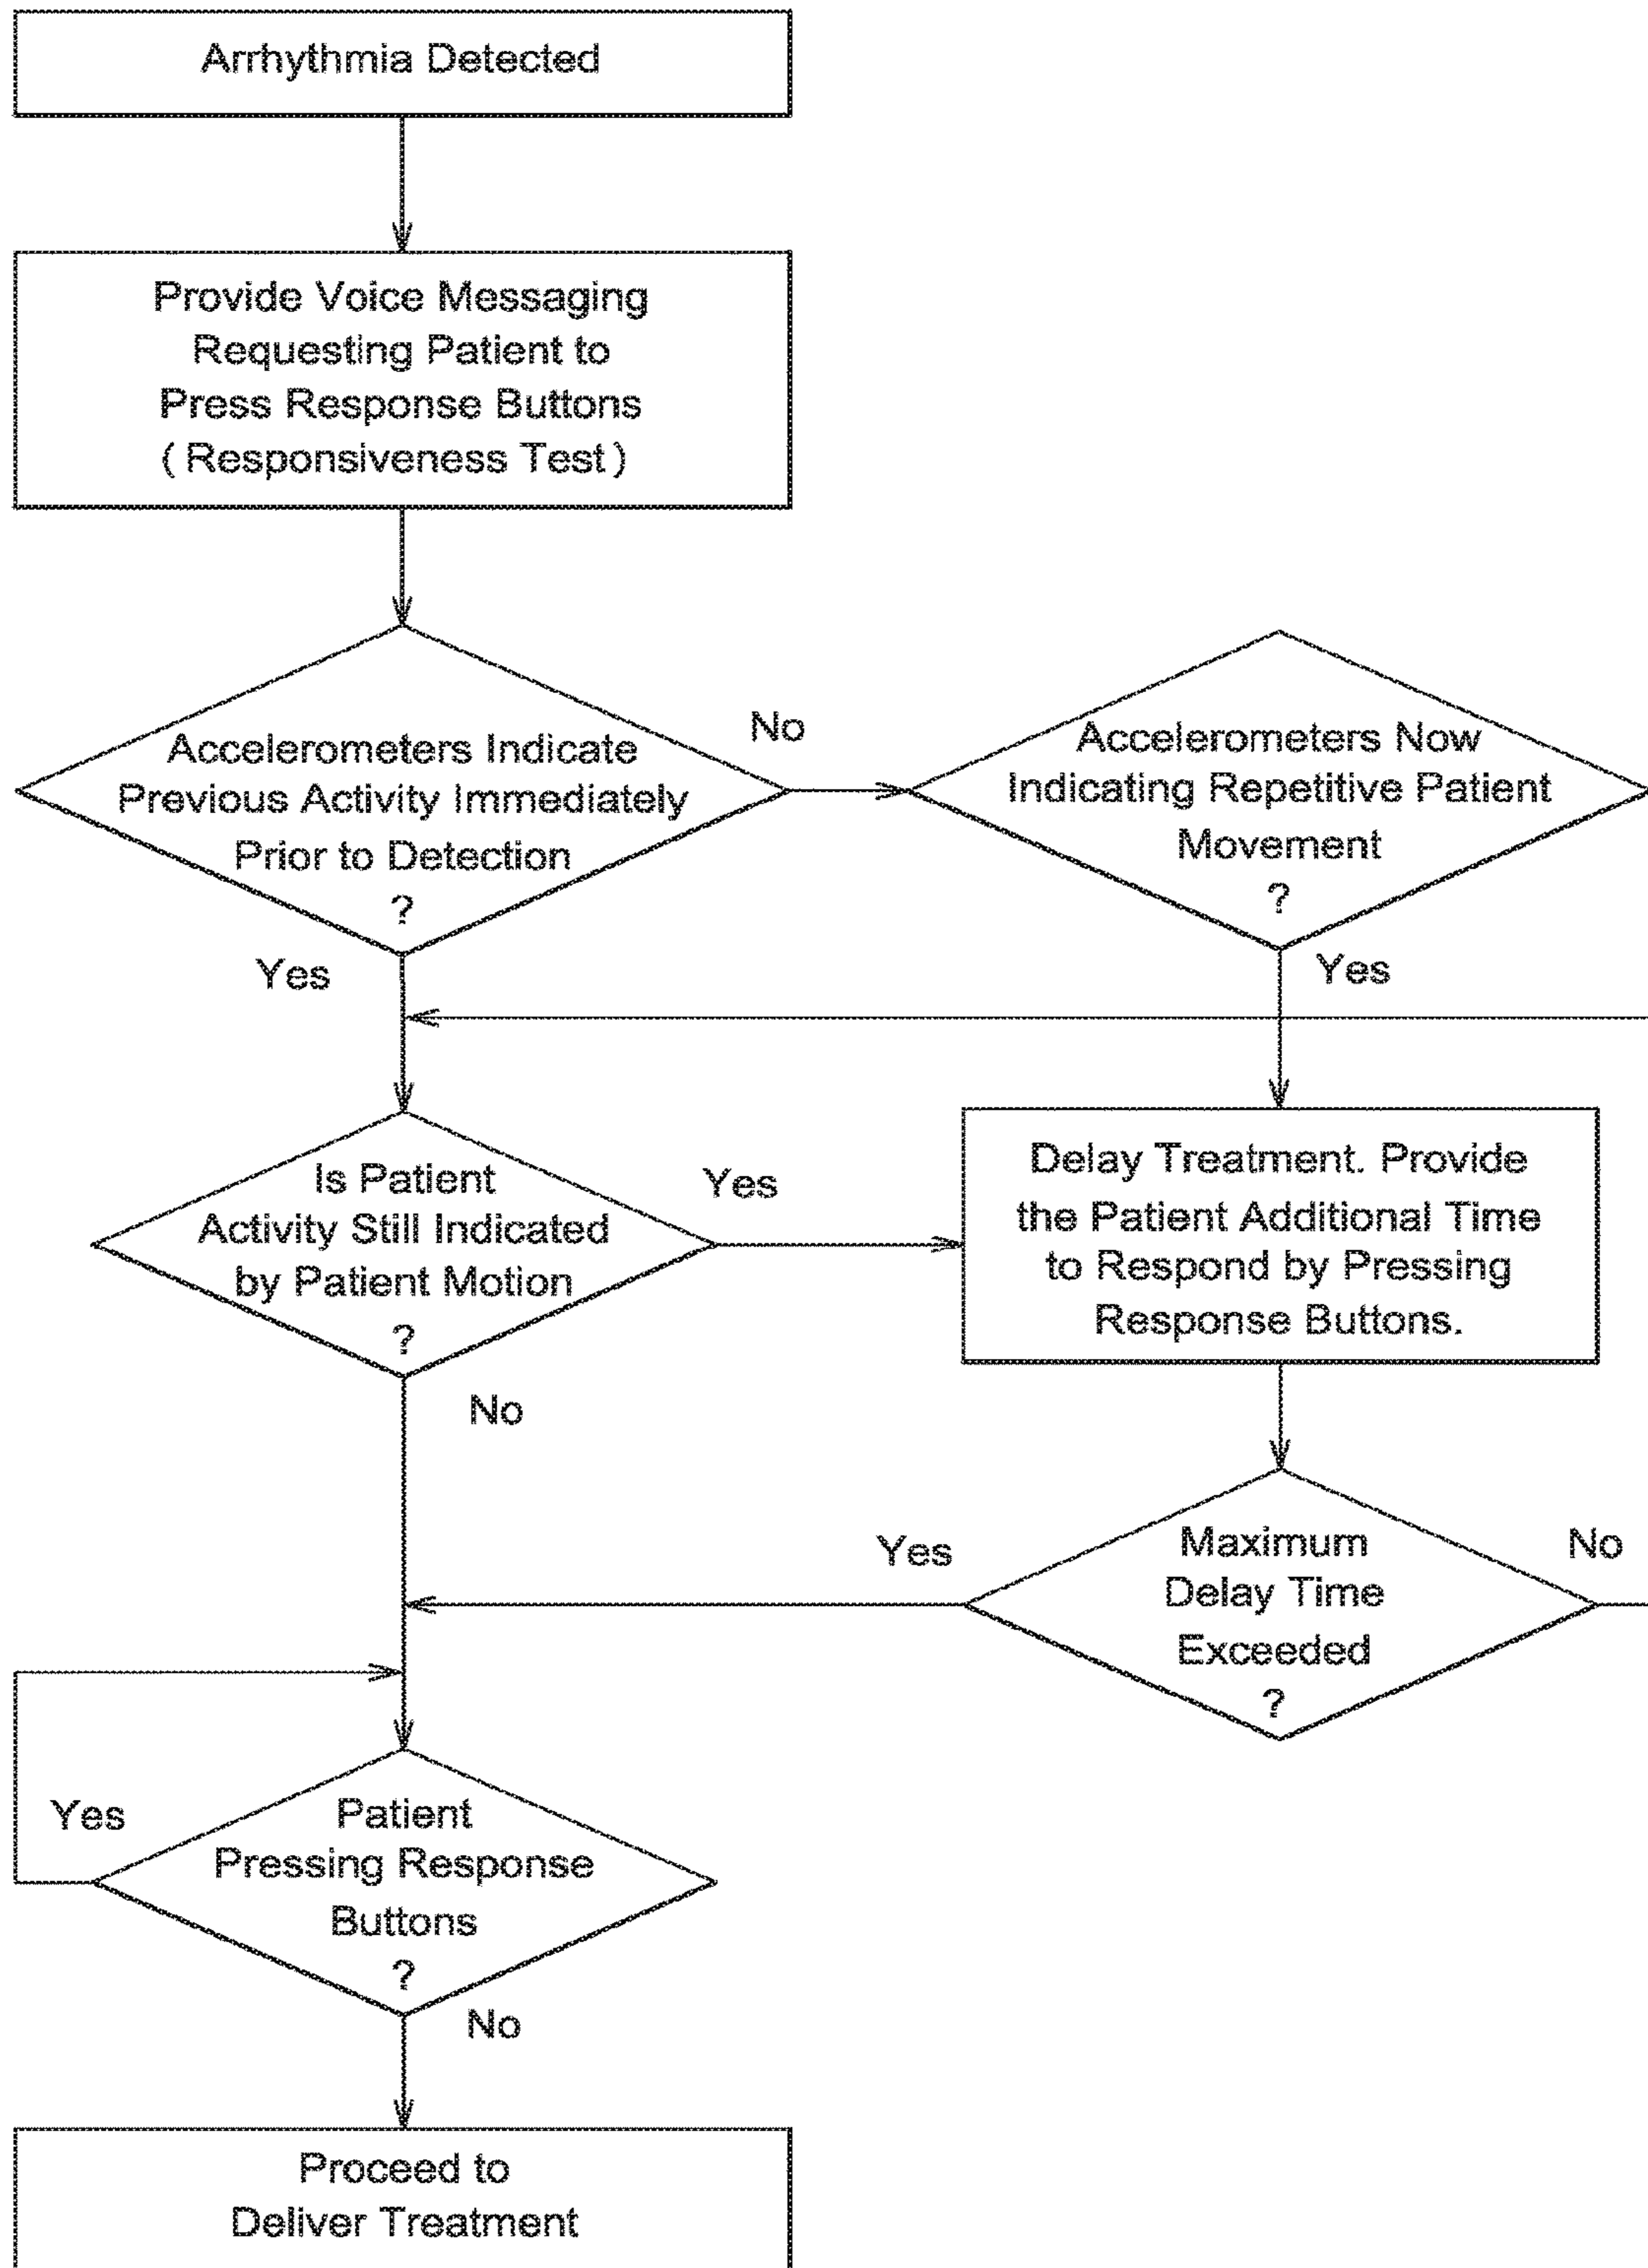 Arrhythmia Detected
Provide Voice Messaging
Requesting Patient to
Press Response Buttons
( Responsiveness Test )
Accelerometers Indicate
Previous Activity Immediately
Prior to Detection
?
No
Accelerometers Now
Indicating Repetitive Patient
Movement
?
Yes
Yes
Is Patient
Activity Still Indicated
by Patient Motion
?
Yes
No
Delay Treatment. Provide
the Patient Additional Time
to Respond by Pressing
Response Buttons.
Maximum
Delay Time
Exceeded
?
Yes
No
Patient
Pressing Response
Buttons
?
Yes
No
Proceed to
Deliver Treatment